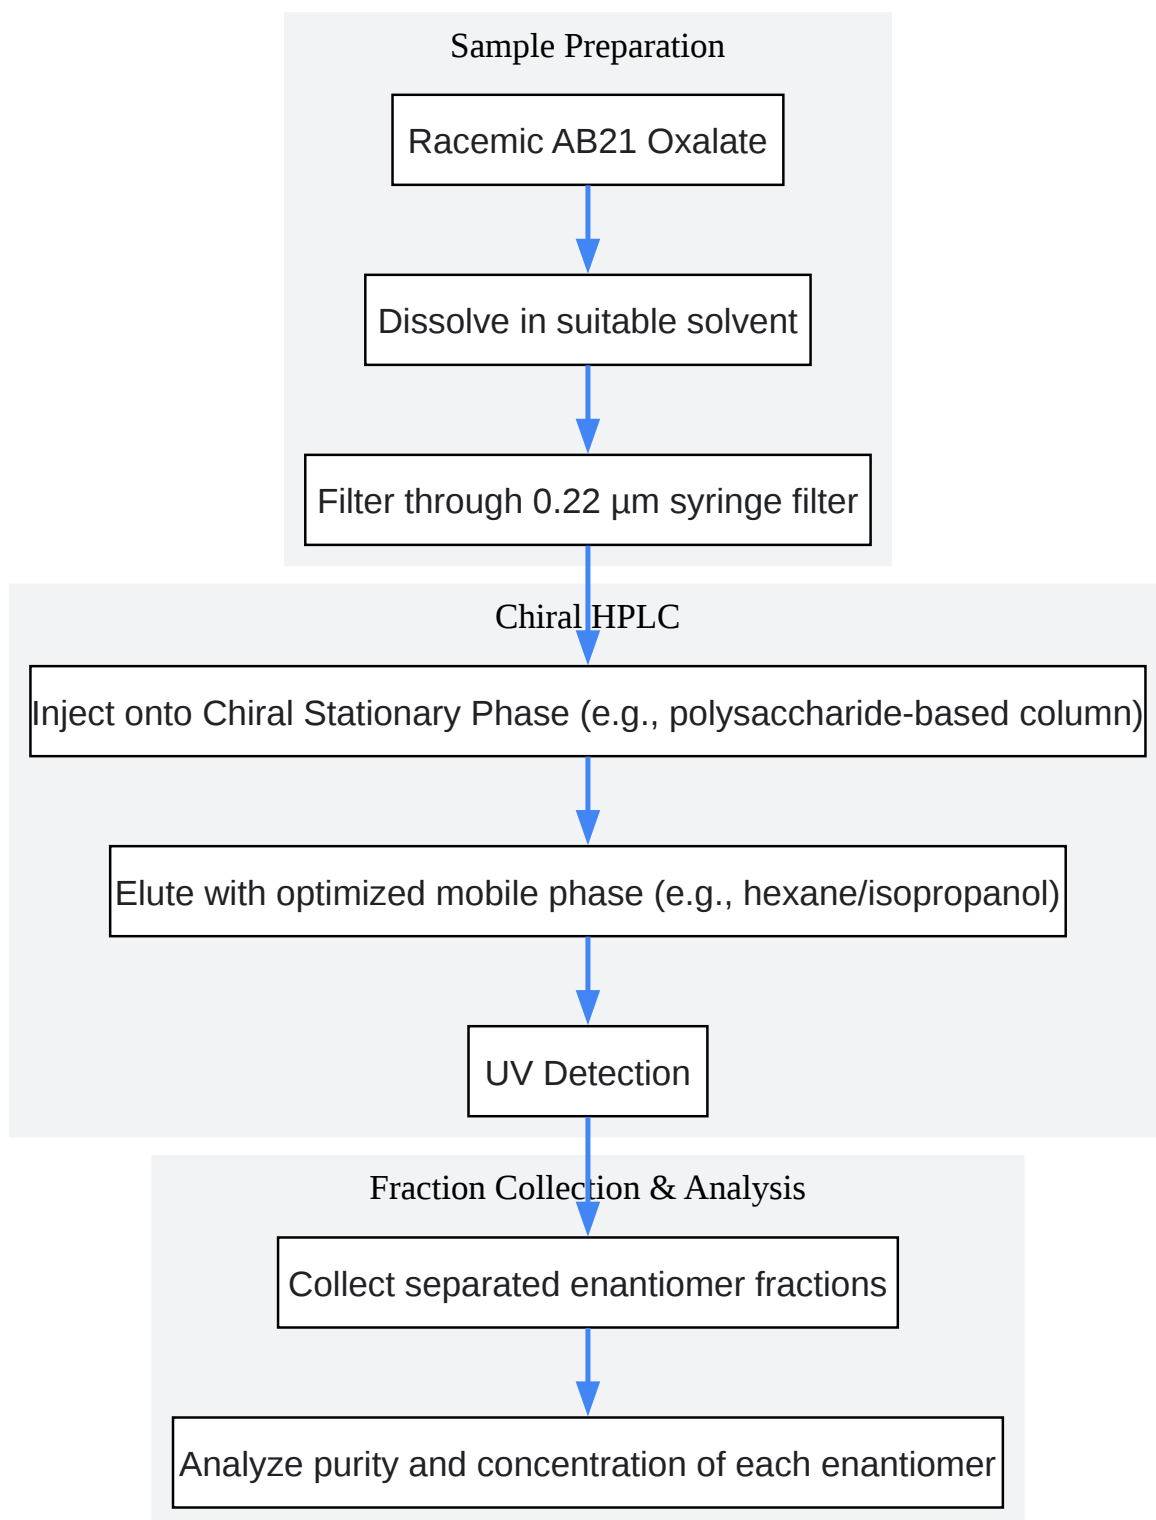 Sample Preparation
Racemic AB21 Oxalate
Dissolve in suitable solvent
Filter through 0.22 µm syringe filter
Chiral HPLC
Inject onto Chiral Stationary Phase (e.g., polysaccharide-based column)
Elute with optimized mobile phase (e.g., hexane/isopropanol)
UV Detection
Fraction Collection & Analysis
Collect separated enantiomer fractions
Analyze purity and concentration of each enantiomer